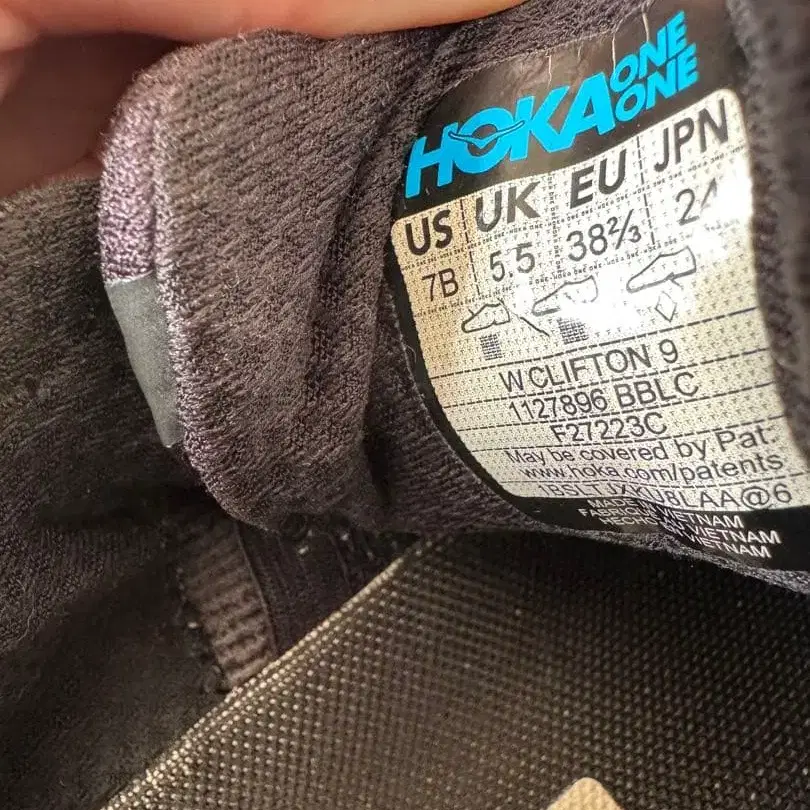 HOKA ONE ONE
US UK EU JPN
7B 5.5 38⅔ 24
W CLIFTON 9
1127896 BBLC
F27223C
May be covered by Pat.
www.hoka.com/patents
MADE IN VIETNAM
FABRIQUÉ AU VIETNAM
HECHO EN VIETNAM